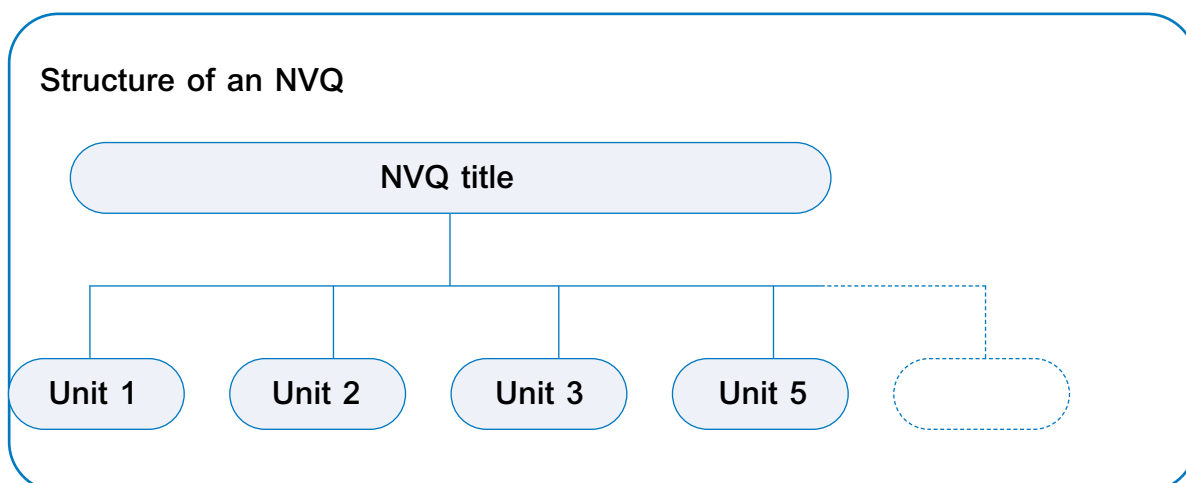 Structure of an NVQ
NVQ title
Unit 1
Unit 2
Unit 3
Unit 5